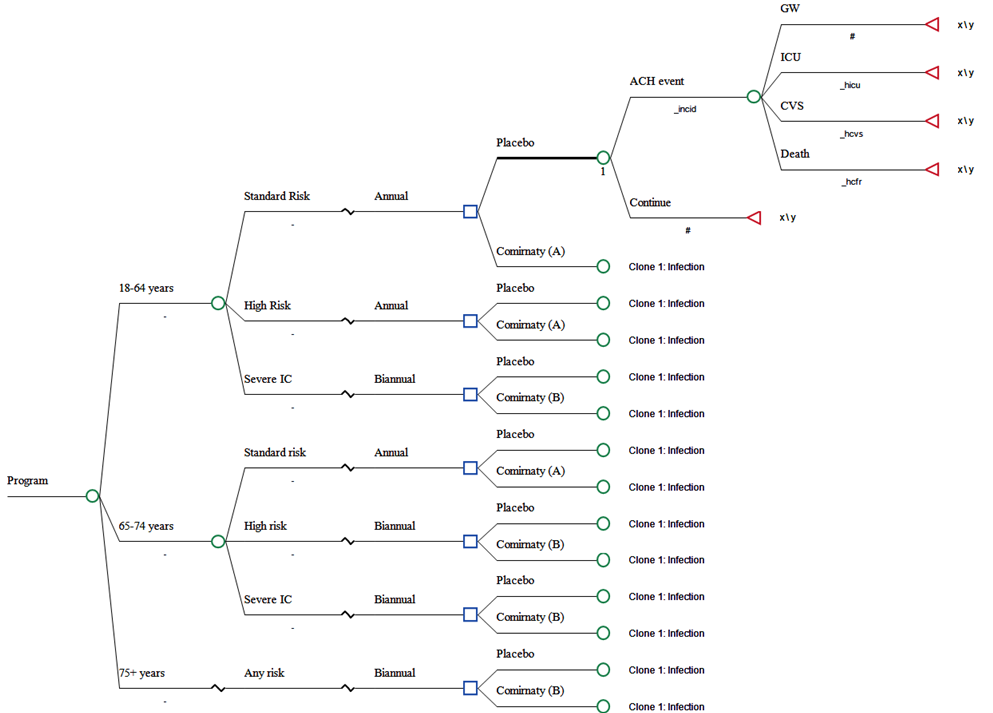 GW
#
x\y
ICU
_hicu
x\y
ACH event
_incid
CVS
_hcvs
x\y
Death
_hcfr
x\y
Placebo
1
Continue
#
x\y
Standard Risk
-
Annual
Comirnaty (A)
Clone 1: Infection
18-64 years
-
High Risk
-
Annual
Placebo
Clone 1: Infection
Comirnaty (A)
Clone 1: Infection
Severe IC
-
Biannual
Placebo
Clone 1: Infection
Comirnaty (B)
Clone 1: Infection
Program
Standard risk
-
Annual
Placebo
Clone 1: Infection
Comirnaty (A)
Clone 1: Infection
65-74 years
-
High risk
-
Biannual
Placebo
Clone 1: Infection
Comirnaty (B)
Clone 1: Infection
Severe IC
-
Biannual
Placebo
Clone 1: Infection
Comirnaty (B)
Clone 1: Infection
75+ years
-
Any risk
Biannual
Placebo
Clone 1: Infection
Comirnaty (B)
Clone 1: Infection